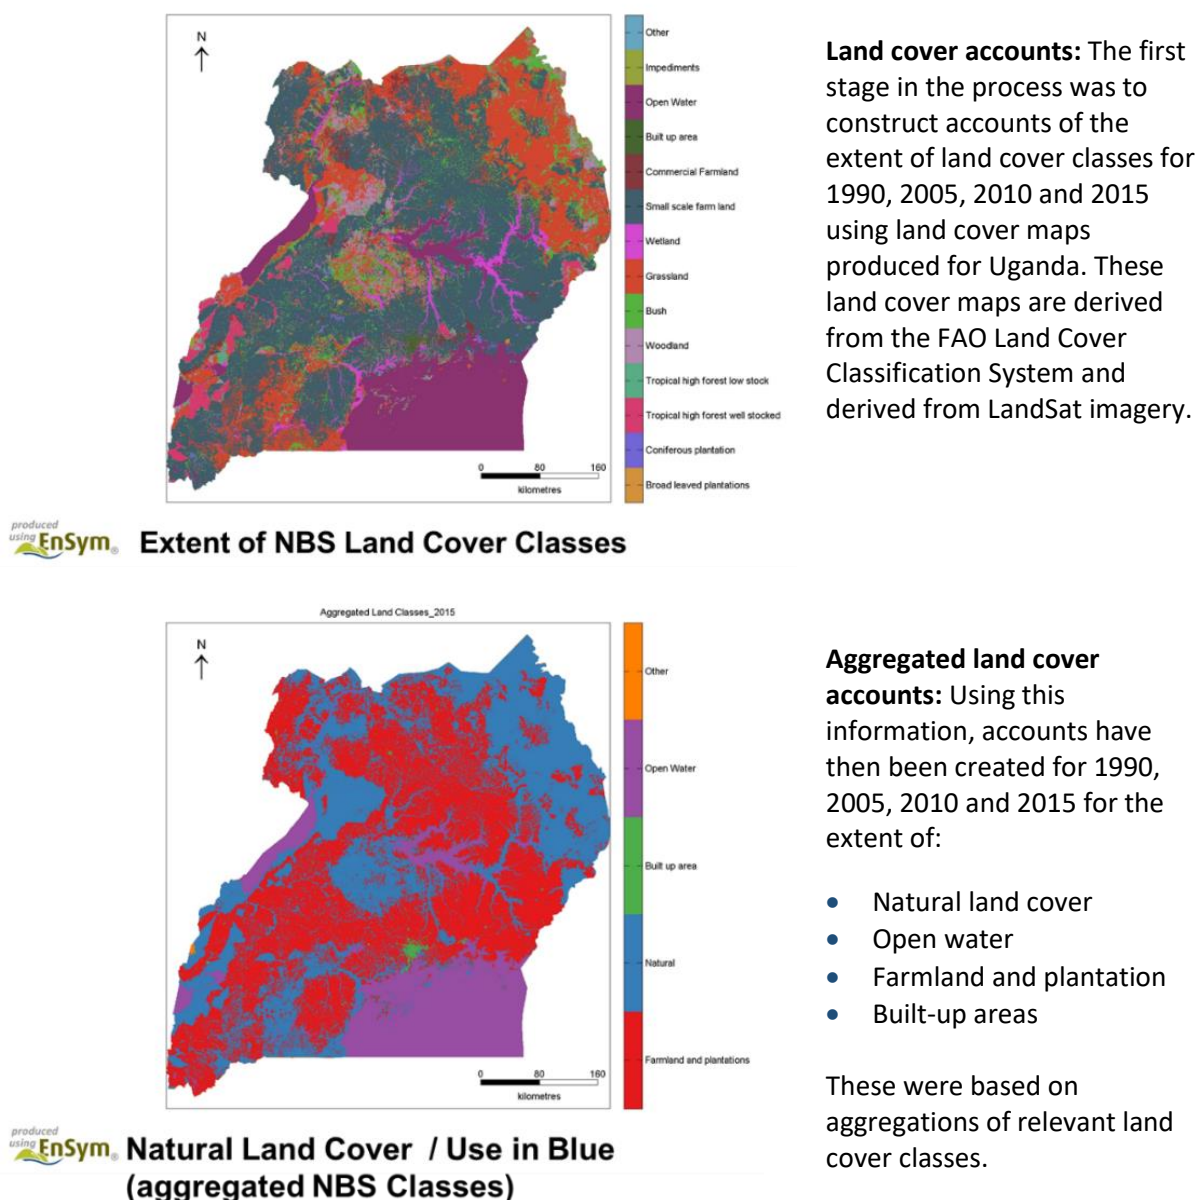 N
Other
Impediments
Open Water
Built up area
Commercial Farmland
Small scale farm land
Wetland
Grassland
Bush
Woodland
Tropical high forest low stock
Tropical high forest well stocked
Coniferous plantation
Broad leaved plantations
0 80 160
kilometres
produced
using EnSym®
Extent of NBS Land Cover Classes
Land cover accounts: The first
stage in the process was to
construct accounts of the
extent of land cover classes for
1990, 2005, 2010 and 2015
using land cover maps
produced for Uganda. These
land cover maps are derived
from the FAO Land Cover
Classification System and
derived from LandSat imagery.
Aggregated Land Classes_2015
N
Other
Open Water
Built up area
Natural
Farmland and plantations
0 80 160
kilometres
produced
using EnSym®
Natural Land Cover / Use in Blue
(aggregated NBS Classes)
Aggregated land cover
accounts: Using this
information, accounts have
then been created for 1990,
2005, 2010 and 2015 for the
extent of:
• Natural land cover
• Open water
• Farmland and plantation
• Built-up areas
These were based on
aggregations of relevant land
cover classes.